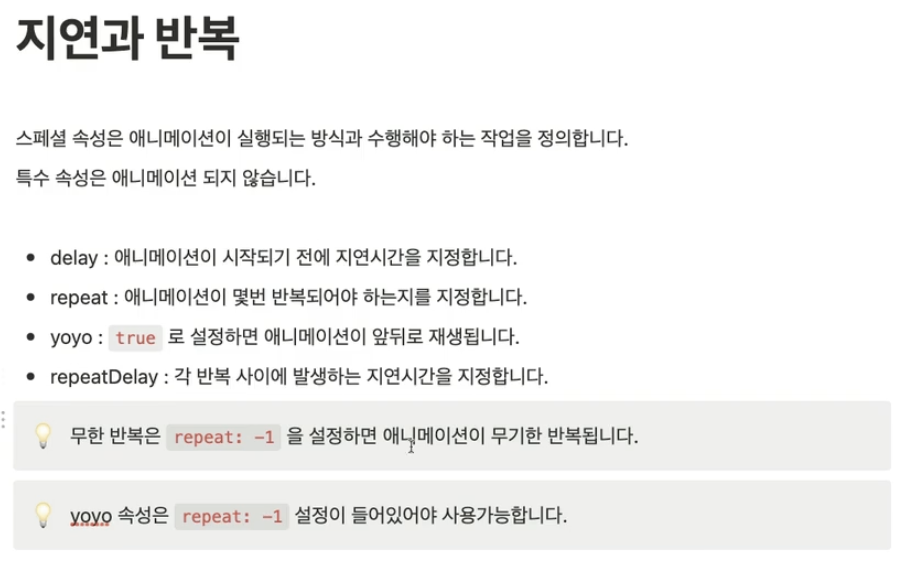 지연과 반복
스페셜 속성은 애니메이션이 실행되는 방식과 수행해야 하는 작업을 정의합니다.
특수 속성은 애니메이션 되지 않습니다.
delay : 애니메이션이 시작되기 전에 지연시간을 지정합니다.
repeat : 애니메이션이 몇번 반복되어야 하는지를 지정합니다.
yoyo : true 로 설정하면 애니메이션이 앞뒤로 재생됩니다.
repeatDelay : 각 반복 사이에 발생하는 지연시간을 지정합니다.
무한 반복은 repeat: -1 을 설정하면 애니메이션이 무기한 반복됩니다.
yoyo 속성은 repeat: -1 설정이 들어있어야 사용가능합니다.